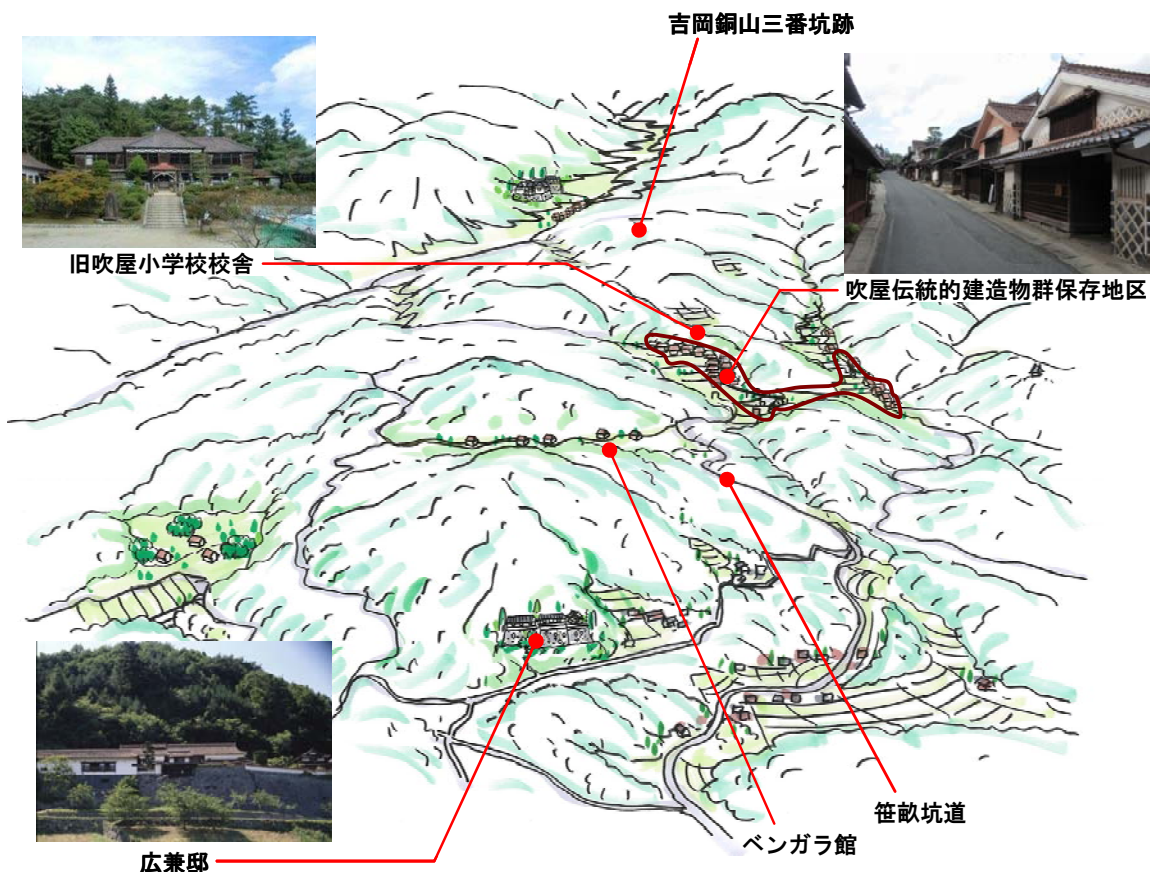 吉岡銅山三番坑跡
旧吹屋小学校校舎
吹屋伝統的建造物群保存地区
笹畝坑道
ベンガラ館
広兼邸